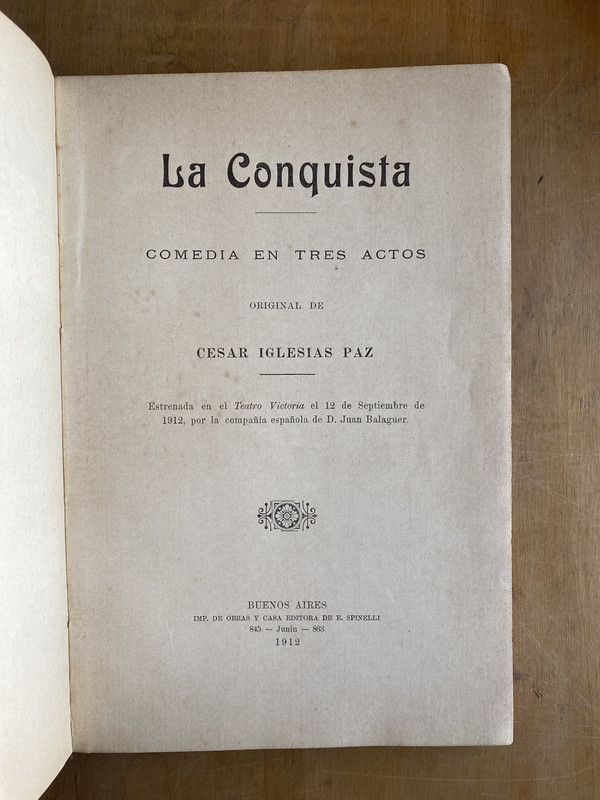 La Conquista
COMEDIA EN TRES ACTOS
ORIGINAL DE
CESAR IGLESIAS PAZ
Estrenada en el Teatro Victoria el 12 de Septiembre de
1912, por la compañía española de D. Juan Balaguer.
BUENOS AIRES
IMP. DE OBRAS Y CASA EDITORA DE E. SPINELLI
845 — Junín — 863
1912